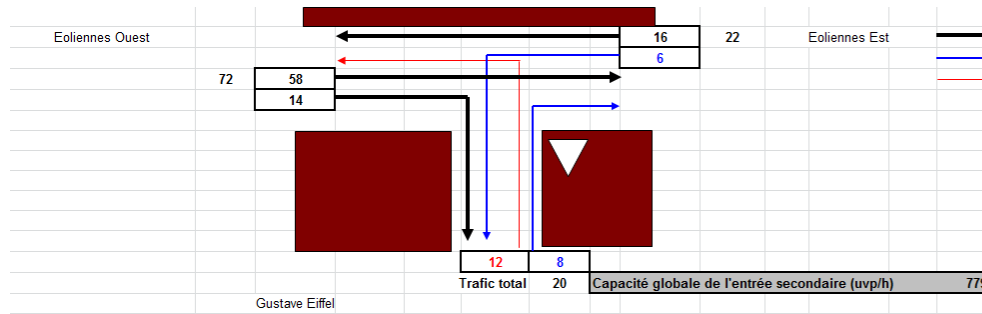 16 22
Eoliennes Ouest Eoliennes Est
6
72 58
14
12 8
Trafic total 20 Capacité globale de l'entrée secondaire (uvp/h)
Gustave Eiffel